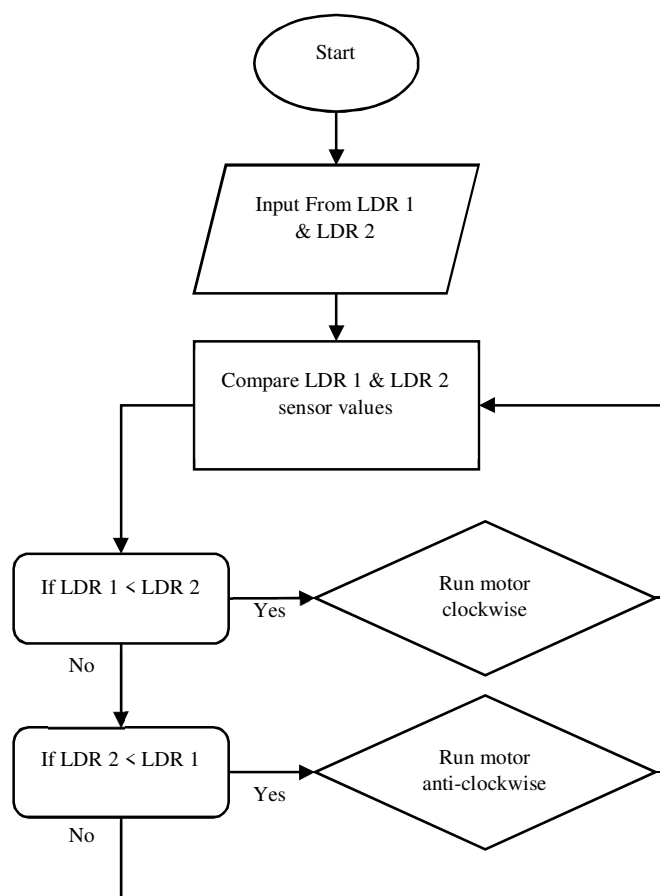 Start
Input From LDR 1
& LDR 2
Compare LDR 1 & LDR 2
sensor values
If LDR 1 < LDR 2
Yes
Run motor
clockwise
No
If LDR 2 < LDR 1
Yes
Run motor
anti-clockwise
No